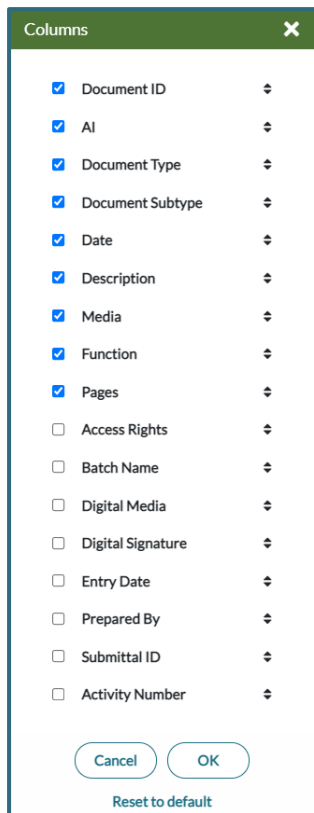 Columns
Document ID
AI
Document Type
Document Subtype
Date
Description
Media
Function
Pages
Access Rights
Batch Name
Digital Media
Digital Signature
Entry Date
Prepared By
Submittal ID
Activity Number
Cancel OK
Reset to default